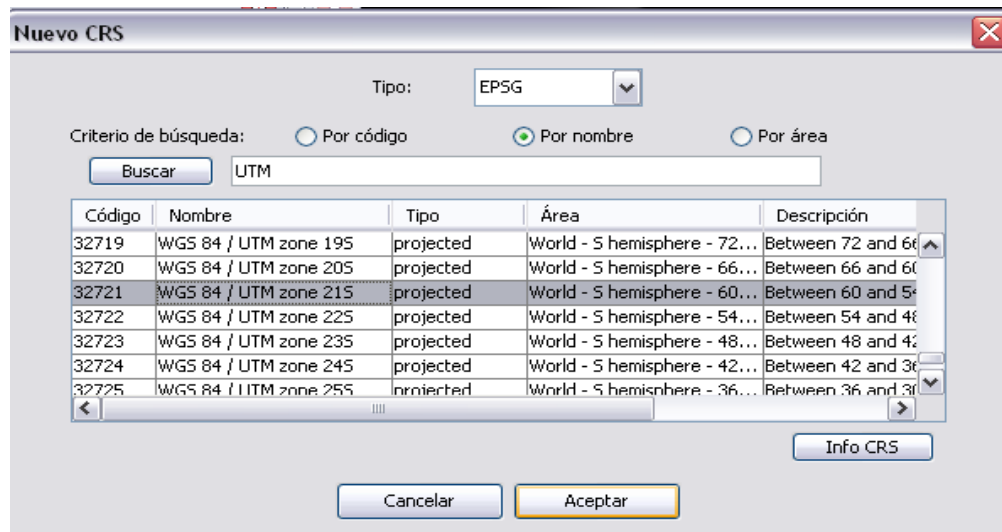 Nuevo CRS
Tipo: EPSG
Criterio de búsqueda: Por código Por nombre Por área
Buscar UTM
Código Nombre Tipo Área Descripción
32719 WGS 84 / UTM zone 19S projected World - S hemisphere - 72... Between 72 and 66
32720 WGS 84 / UTM zone 20S projected World - S hemisphere - 66... Between 66 and 60
32721 WGS 84 / UTM zone 21S projected World - S hemisphere - 60... Between 60 and 54
32722 WGS 84 / UTM zone 22S projected World - S hemisphere - 54... Between 54 and 48
32723 WGS 84 / UTM zone 23S projected World - S hemisphere - 48... Between 48 and 42
32724 WGS 84 / UTM zone 24S projected World - S hemisphere - 42... Between 42 and 36
32725 WGS 84 / UTM zone 25S projected World - S hemisphere - 36... Between 36 and 30
Info CRS
Cancelar Aceptar